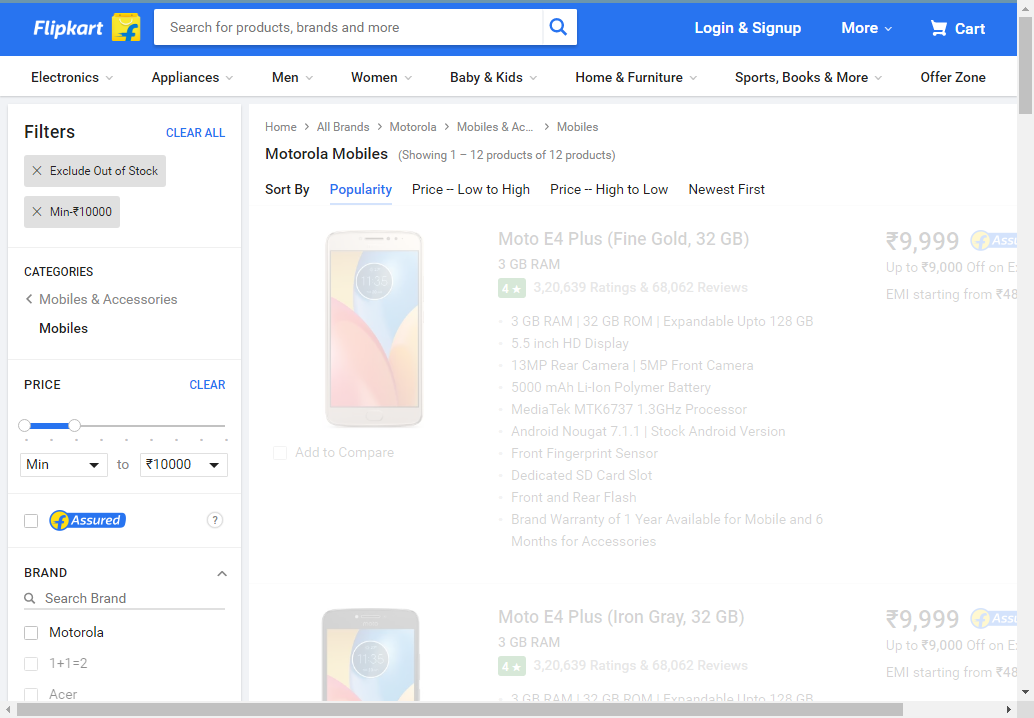 Flipkart
Search for products, brands and more
Login & Signup
More
Cart
Electronics
Appliances
Men
Women
Baby & Kids
Home & Furniture
Sports, Books & More
Offer Zone
Filters
CLEAR ALL
Exclude Out of Stock
Min-₹10000
CATEGORIES
Mobiles & Accessories
Mobiles
PRICE
CLEAR
Min
to
₹10000
Assured
?
BRAND
Search Brand
Motorola
1+1=2
Acer
Home
All Brands
Motorola
Mobiles & Ac...
Mobiles
Motorola Mobiles (Showing 1 – 12 products of 12 products)
Sort By
Popularity
Price -- Low to High
Price -- High to Low
Newest First
11:35
Add to Compare
Moto E4 Plus (Fine Gold, 32 GB)
3 GB RAM
4 ★ 3,20,639 Ratings & 68,062 Reviews
3 GB RAM | 32 GB ROM | Expandable Upto 128 GB
5.5 inch HD Display
13MP Rear Camera | 5MP Front Camera
5000 mAh Li-Ion Polymer Battery
MediaTek MTK6737 1.3GHz Processor
Android Nougat 7.1.1 | Stock Android Version
Front Fingerprint Sensor
Dedicated SD Card Slot
Front and Rear Flash
Brand Warranty of 1 Year Available for Mobile and 6
Months for Accessories
₹9,999
Assu
Up to ₹9,000 Off on Ex
EMI starting from ₹48
11:35
Moto E4 Plus (Iron Gray, 32 GB)
3 GB RAM
4 ★ 3,20,639 Ratings & 68,062 Reviews
3 GB RAM | 32 GB ROM | Expandable Upto 128 GB
₹9,999
Assu
Up to ₹9,000 Off on Ex
EMI starting from ₹48